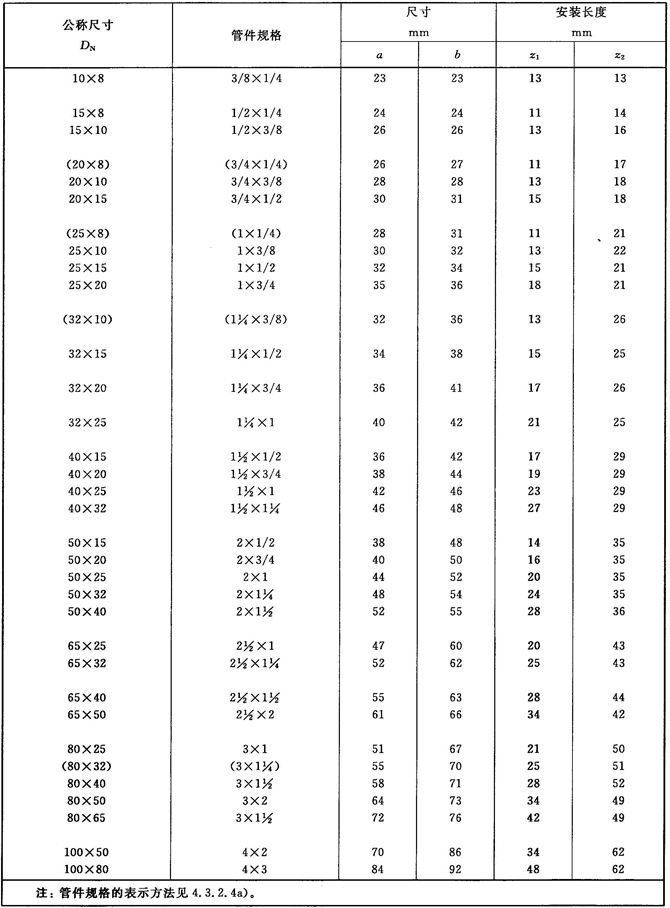 公称尺寸 管件规格 尺寸 安装长度
DN mm mm
a b z1 z2
10×8 3/8×1/4 23 23 13 13
15×8 1/2×1/4 24 24 11 14
15×10 1/2×3/8 26 26 13 16
(20×8) (3/4×1/4) 26 27 11 17
20×10 3/4×3/8 28 28 13 18
20×15 3/4×1/2 30 31 15 18
(25×8) (1×1/4) 28 31 11 21
25×10 1×3/8 30 32 13 22
25×15 1×1/2 32 34 15 21
25×20 1×3/4 35 36 18 21
(32×10) (1¼×3/8) 32 36 13 26
32×15 1¼×1/2 34 38 15 25
32×20 1¼×3/4 36 41 17 26
32×25 1¼×1 40 42 21 25
40×15 1½×1/2 36 42 17 29
40×20 1½×3/4 38 44 19 29
40×25 1½×1 42 46 23 29
40×32 1½×1¼ 46 48 27 29
50×15 2×1/2 38 48 14 35
50×20 2×3/4 40 50 16 35
50×25 2×1 44 52 20 35
50×32 2×1¼ 48 54 24 35
50×40 2×1½ 52 55 28 36
65×25 2½×1 47 60 20 43
65×32 2½×1¼ 52 62 25 43
65×40 2½×1½ 55 63 28 44
65×50 2½×2 61 66 34 42
80×25 3×1 51 67 21 50
(80×32) (3×1¼) 55 70 25 51
80×40 3×1½ 58 71 28 52
80×50 3×2 64 73 34 49
80×65 3×1½ 72 76 42 49
100×50 4×2 70 86 34 62
100×80 4×3 84 92 48 62
注：管件规格的表示方法见 4.3.2.4a)。